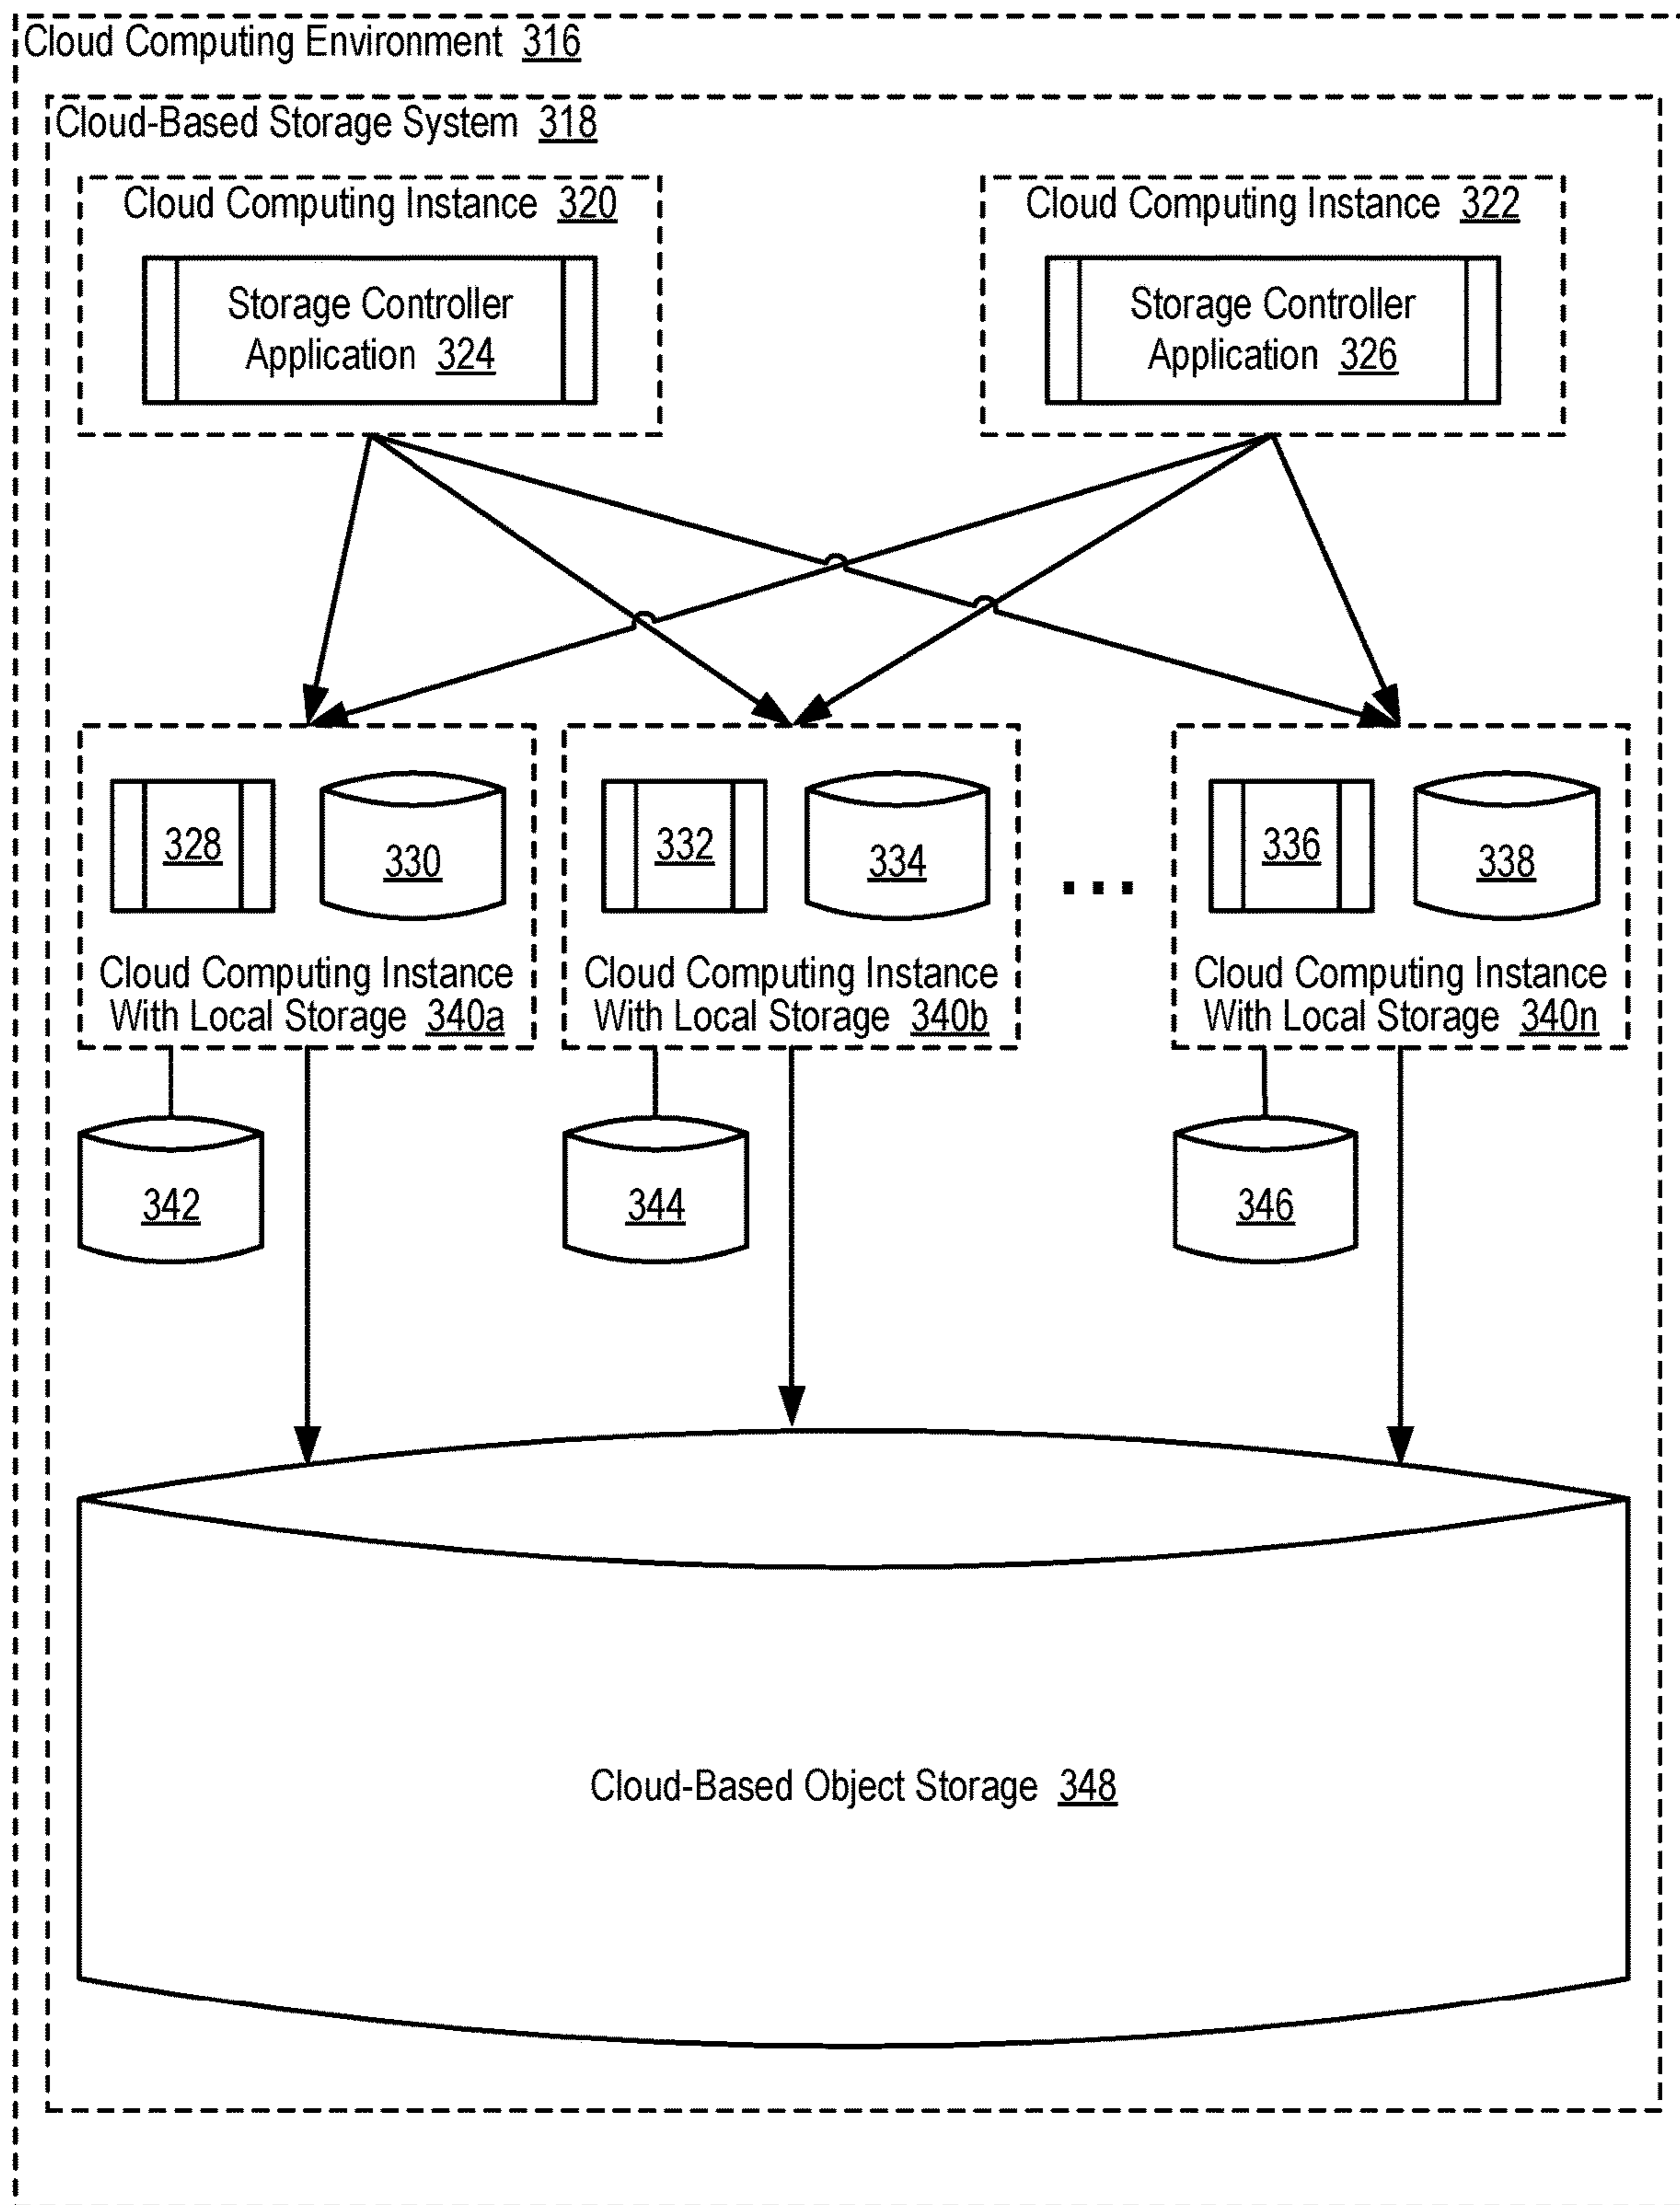 Cloud Computing Environment 316
Cloud-Based Storage System 318
Cloud Computing Instance 320
Storage Controller
Application 324
Cloud Computing Instance 322
Storage Controller
Application 326
328
330
Cloud Computing Instance
With Local Storage 340a
332
334
Cloud Computing Instance
With Local Storage 340b
...
336
338
Cloud Computing Instance
With Local Storage 340n
342
344
346
Cloud-Based Object Storage 348